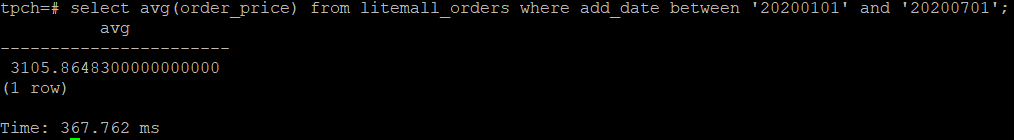 tpch=# select avg(order_price) from litemall_orders where add_date between '20200101' and '20200701';
avg
-----------------------
3105.8648300000000000
(1 row)
Time: 367.762 ms